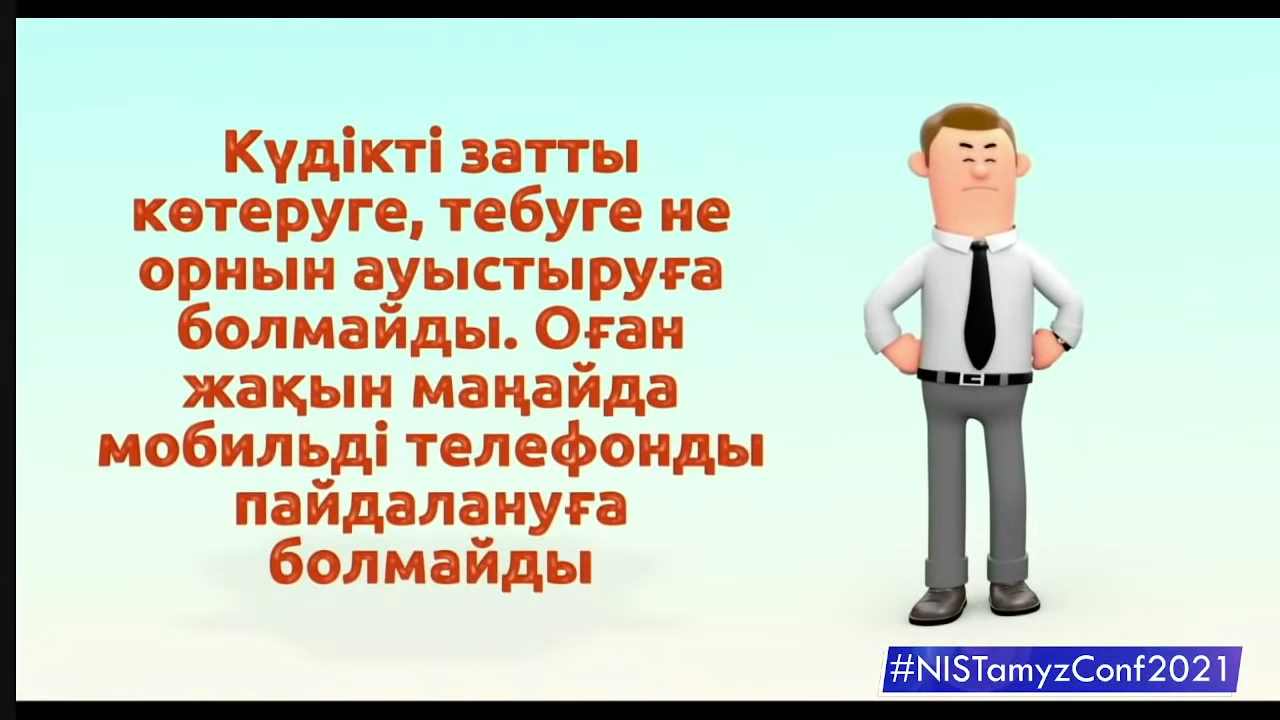 Күдікті затты
көтеруге, тебуге не
орнын ауыстыруға
болмайды. Оған
жақын маңайда
мобильді телефонды
пайдалануға
болмайды
#NISTamyzConf2021